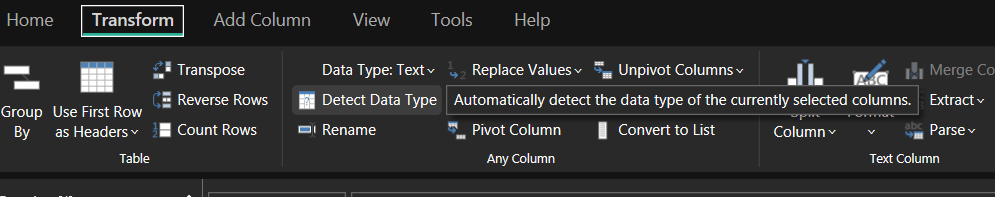 Home Transform Add Column View Tools Help
Transpose Data Type: Text Replace Values Unpivot Columns Merge Co
Group By Use First Row as Headers Reverse Rows Detect Data Type Automatically detect the data type of the currently selected columns. Extract
Count Rows Rename Pivot Column Convert to List Split Column Format Parse
Table Any Column Text Column